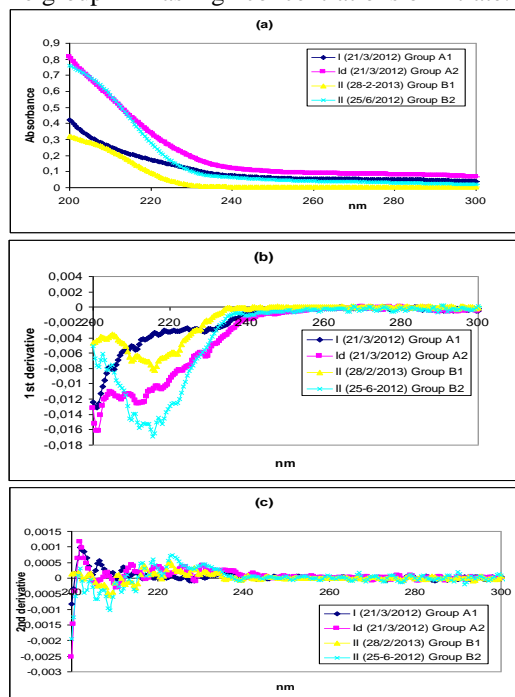 (a)
0,9
0,8
0,7
0,6
0,5
0,4
0,3
0,2
0,1
0
Absorbance
I (21/3/2012) Group A1
Id (21/3/2012) Group A2
II (28-2-2013) Group B1
II (25/6/2012) Group B2
200 220 240 260 280 300
nm
(b)
0,004
0,002
0
-0,002
-0,004
-0,006
-0,008
-0,01
-0,012
-0,014
-0,016
-0,018
1st derivative
200 220 240 260 280 300
I (21/3/2012) Group A1
Id (21/3/2012) Group A2
II (28/2/2013) Group B1
II (25-6-2012) Group B2
nm
(c)
0,0015
0,001
0,0005
0
-0,0005
-0,001
-0,0015
-0,002
-0,0025
-0,003
2nd derivative
200 220 240 260 280 300
I (21/3/2012) Group A1
Id (21/3/2012) Group A2
II (28/2/2013) Group B1
II (25-6-2012) Group B2
nm